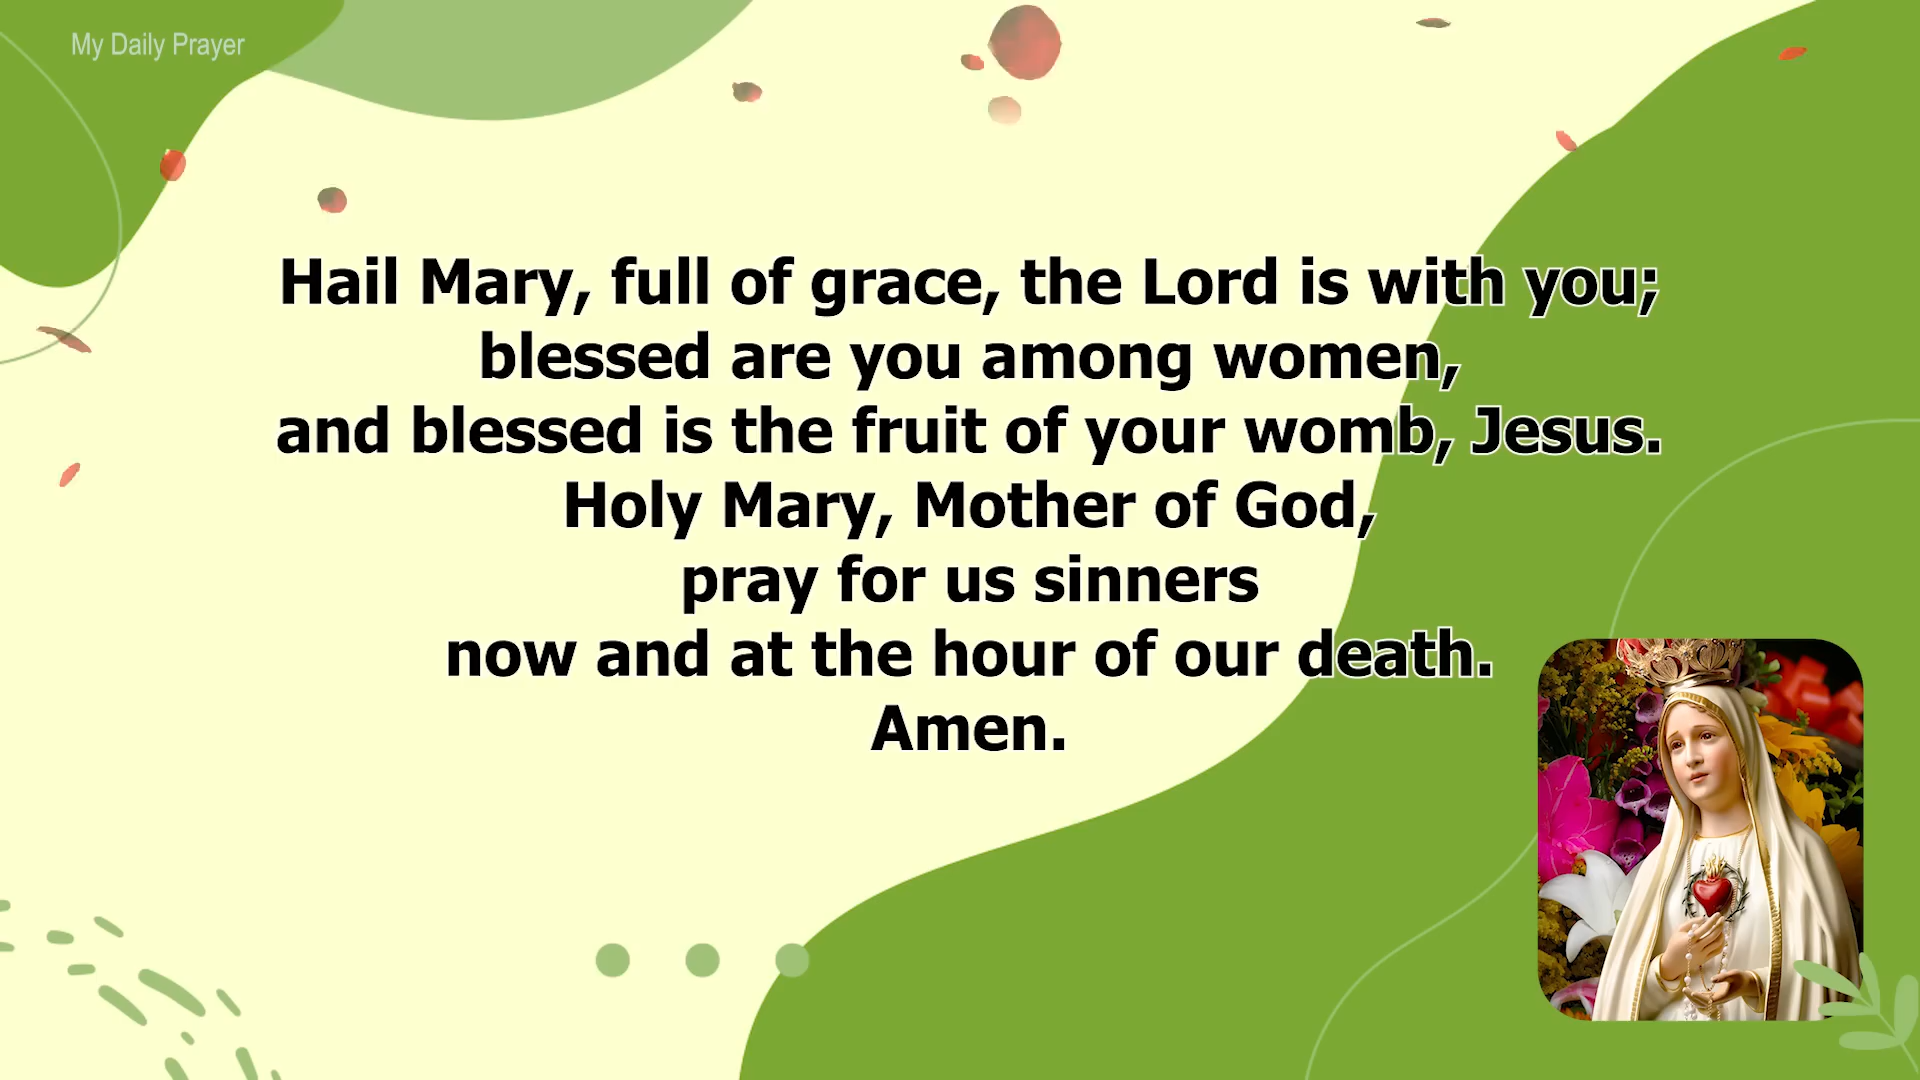 My Daily Prayer
Hail Mary, full of grace, the Lord is with you;
blessed are you among women,
and blessed is the fruit of your womb, Jesus.
Holy Mary, Mother of God,
pray for us sinners
now and at the hour of our death.
Amen.